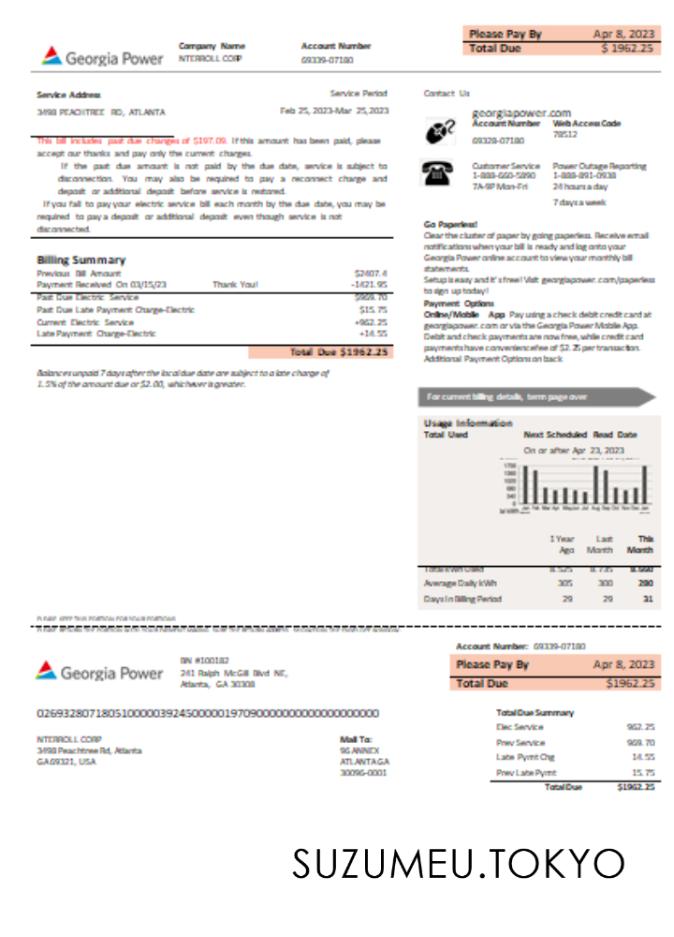 Please Pay By Apr 8, 2023
Total Due $ 1962.25
Georgia Power
Company Name
NTERROLL CORP
Account Number
69339-07180
Service Address
3498 PEACHTREE RD, ATLANTA
Service Period
Feb 25, 2023-Mar 25,2023
This bill includes past due changes of $197.09. If this amount has been paid, please
accept our thanks and pay only the current charges.
If the past due amount is not paid by the due date, service is subject to
disconnection. You may also be required to pay a reconnect charge and
deposit or additional deposit before service is restored.
If you fail to pay your electric service bill each month by the due date, you may be
required to pay a deposit or additional deposit even though service is not
disconnected.
Billing Summary
Previous Bill Amount $2407.4
Payment Received On 03/15/23 Thank You! -1421.95
Past Due Electric Service $969.70
Past Due Late Payment Charge-Electric $15.75
Current Electric Service +962.25
Late Payment Charge-Electric +14.55
Total Due $1962.25
Balances unpaid 7 days after the local due date are subject to a late charge of
1.5% of the amount due or $2.00, whichever is greater.
Contact Us
georgiapower.com
Account Number Web Access Code
69339-07180 78512
Customer Service Power Outage Reporting
1-888-660-5890 1-888-891-0938
7A-9P Mon-Fri 24 hours a day
7 days a week
Go Paperless!
Clear the cluster of paper by going paperless. Receive email
notifications when your bill is ready and log onto your
Georgia Power online account to view your monthly bill
statements.
Setup is easy and it's free! Visit georgiapower.com/paperless
to sign up today!
Payment Options
Online/Mobile App Pay using a check debit credit card at
georgiapower.com or via the Georgia Power Mobile App.
Debit and check payments are now free, while credit card
payments have convenience fee of $2.25 per transaction.
Additional Payment Options on back
For current billing details, term page over
Usage Information
Total Used Next Scheduled Read Date
On or after Apr 23, 2023
1 Year Ago Last Month This Month
Total kWh Used 8.525 8.735 8.660
Average Daily kWh 305 300 280
Days In Billing Period 29 29 31
Account Number: 69339-07180
Georgia Power
BN #100182
241 Ralph McGill Blvd NE,
Atlanta, GA 30308
Please Pay By Apr 8, 2023
Total Due $1962.25
NTERROLL CORP
3498 Peachtree Rd, Atlanta
GA69321, USA
Mail To:
96 ANNEX
ATLANTA GA
30096-0001
Total Due Summary
Elec Service 962.25
Prev Service 969.70
Late Pymt Chg 14.55
Prev Late Pymt 15.75
Total Due $1962.25
SUZUMEU.TOKYO